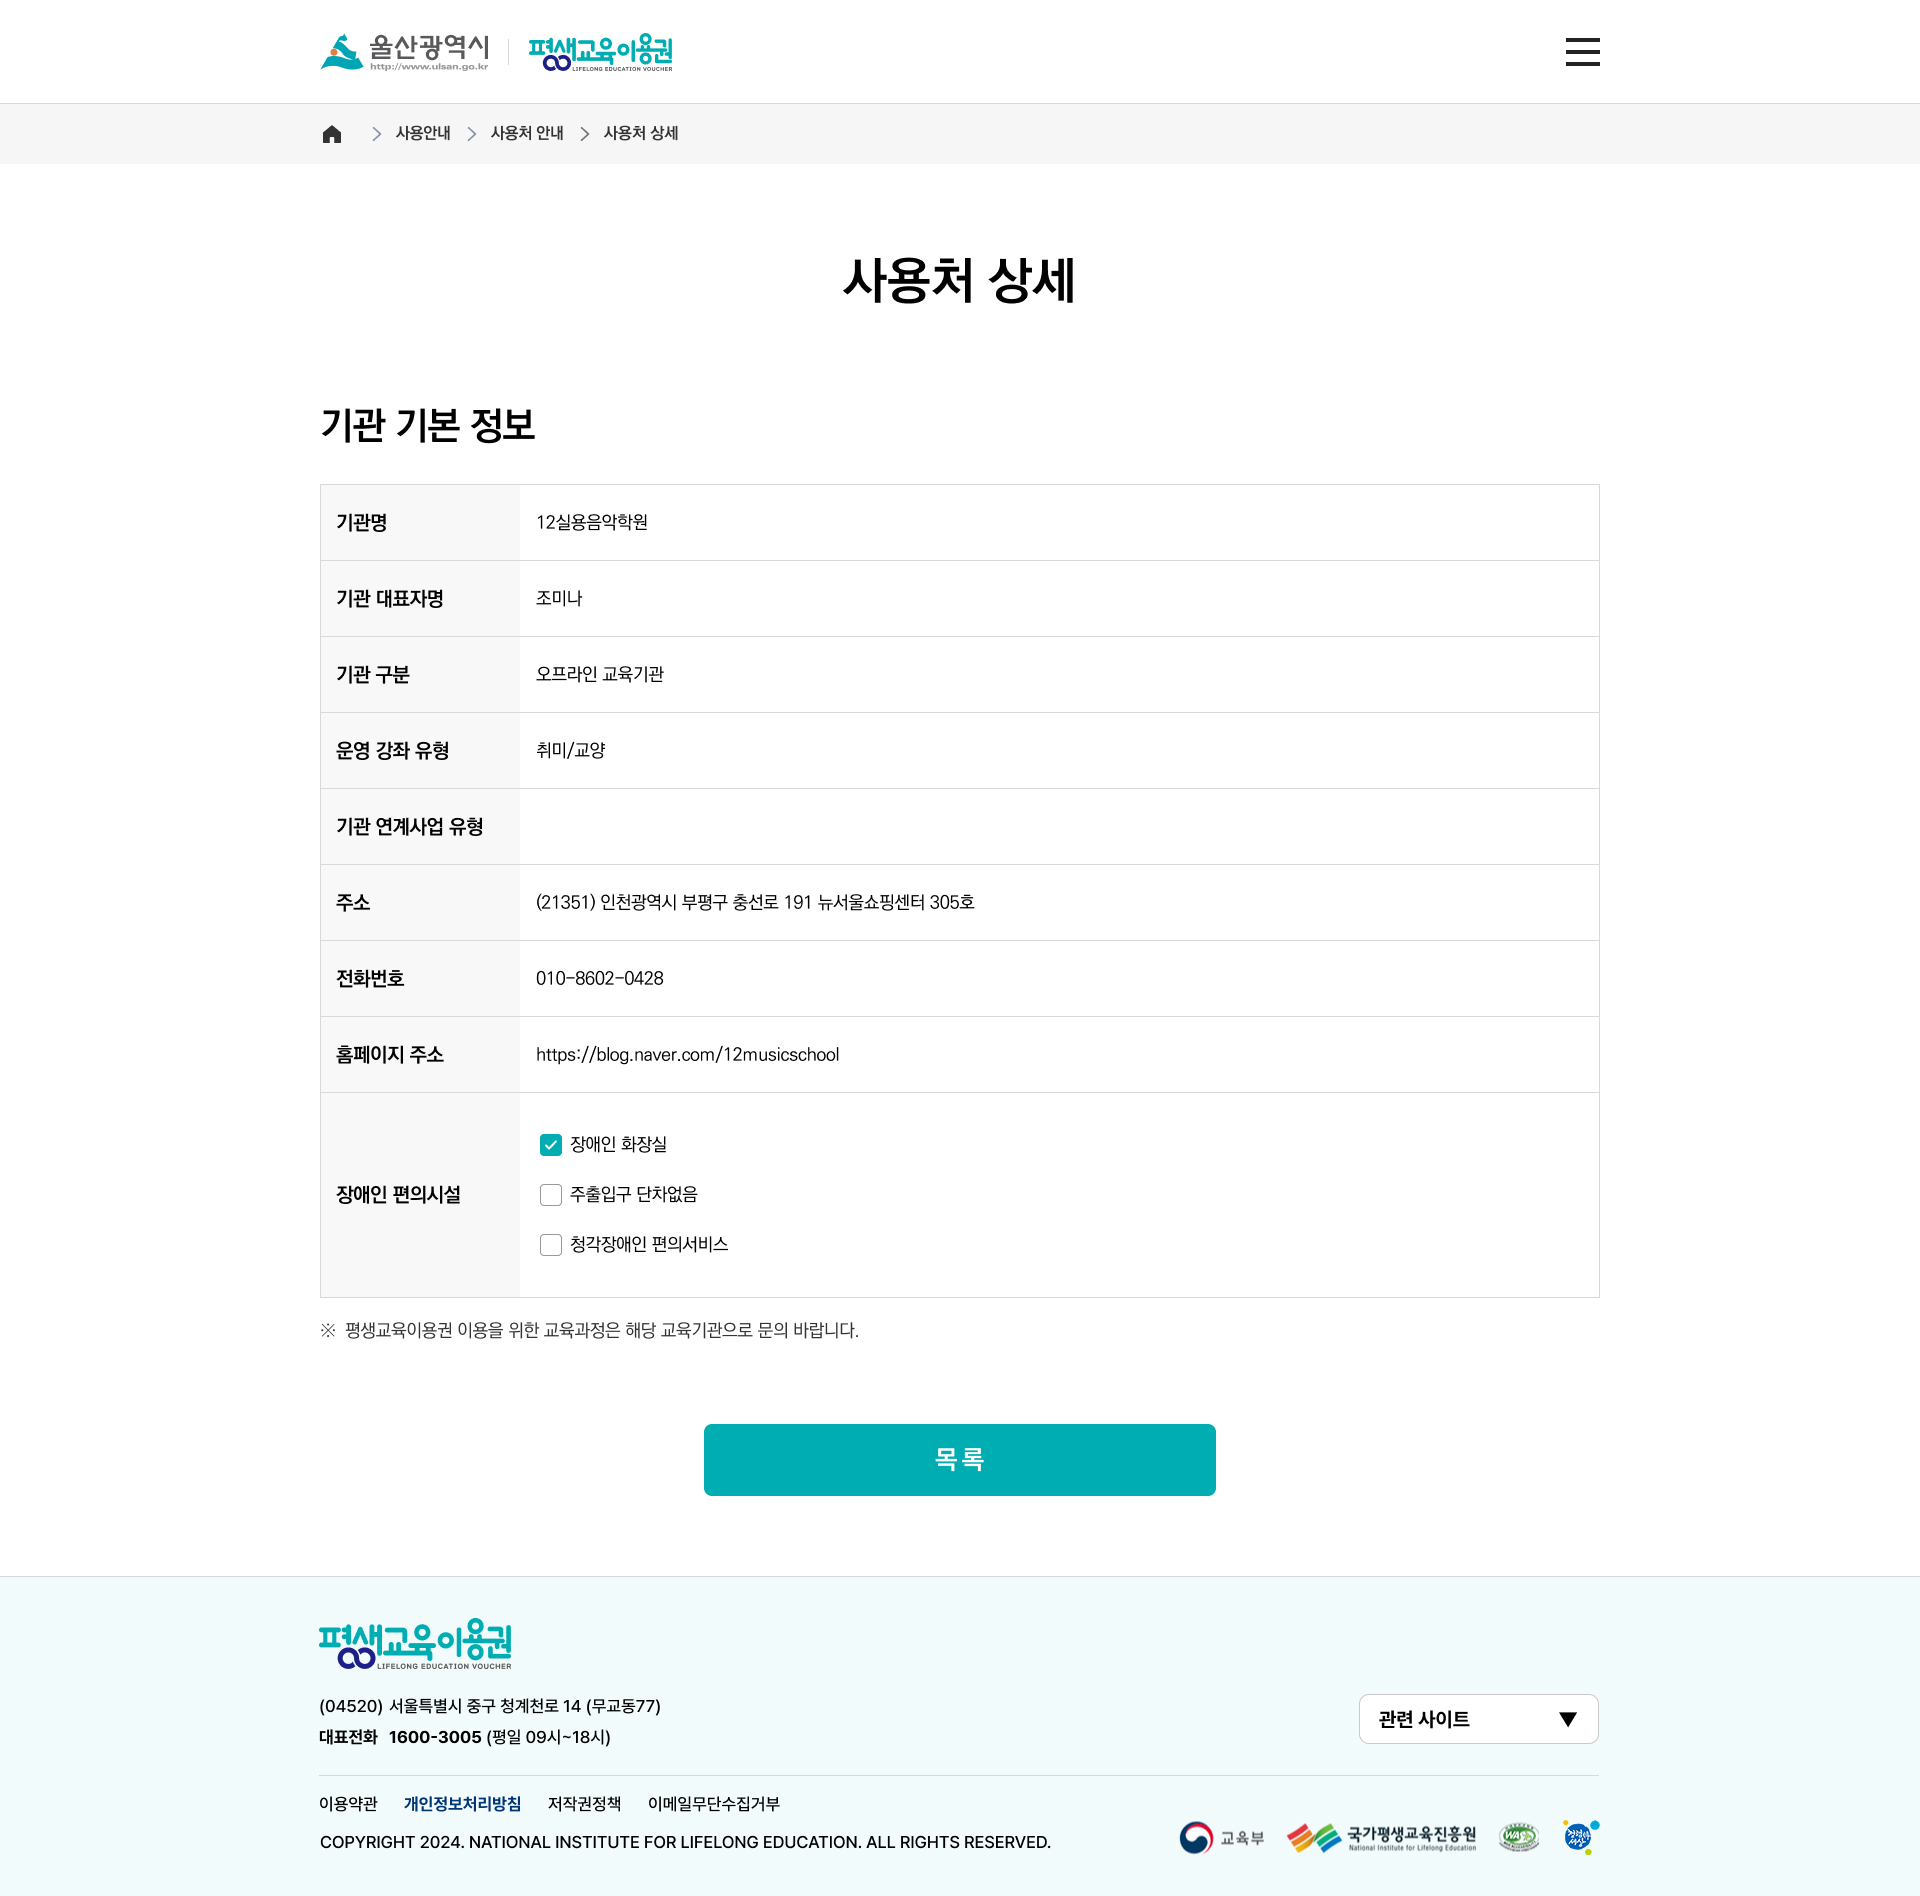 울산광역시
http://www.ulsan.go.kr
평생교육이용권
LIFELONG EDUCATION VOUCHER
사용안내
사용처 안내
사용처 상세
사용처 상세
기관 기본 정보
기관명 12실용음악학원
기관 대표자명 조미나
기관 구분 오프라인 교육기관
운영 강좌 유형 취미/교양
기관 연계사업 유형
주소 (21351) 인천광역시 부평구 충선로 191 뉴서울쇼핑센터 305호
전화번호 010-8602-0428
홈페이지 주소 https://blog.naver.com/12musicschool
장애인 편의시설
장애인 화장실
주출입구 단차없음
청각장애인 편의서비스
※ 평생교육이용권 이용을 위한 교육과정은 해당 교육기관으로 문의 바랍니다.
목록
평생교육이용권
LIFELONG EDUCATION VOUCHER
(04520) 서울특별시 중구 청계천로 14 (무교동77)
대표전화 1600-3005 (평일 09시~18시)
관련 사이트 ▼
이용약관 개인정보처리방침 저작권정책 이메일무단수집거부
COPYRIGHT 2024. NATIONAL INSTITUTE FOR LIFELONG EDUCATION. ALL RIGHTS RESERVED.
교육부
국가평생교육진흥원
National Institute for Lifelong Education
WA